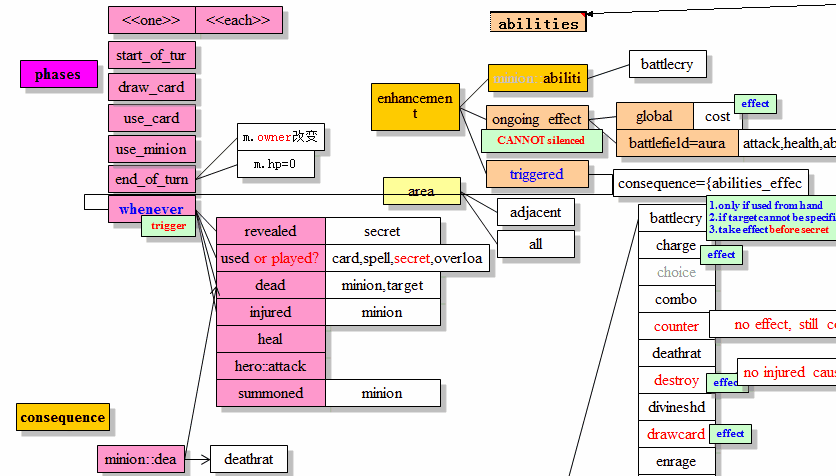 <<one>> <<each>>
abilities
start_of_tur
phases
draw_card
use_card
use_minion
end_of_turn
whenever
trigger
m.owner改变
m.hp=0
enhancemen
t
minion: abiliti
battlecry
ongoing effect
CANNOT silenced
global cost
effect
battlefield=aura attack,health,ab
triggered
consequence={abilities_effec
area
adjacent
all
revealed secret
used or played? card,spell,secret,overloa
dead minion,target
injured minion
heal
hero::attack
summoned minion
battlecry
1.only if used from hand
2.if target cannot be specifi
3.take effect before secret
charge
effect
choice
combo
counter no effect, still c
deathrat
destroy
effec
no injured caus
divineshd
drawcard
effect
enrage
consequence
minion::dea
deathrat